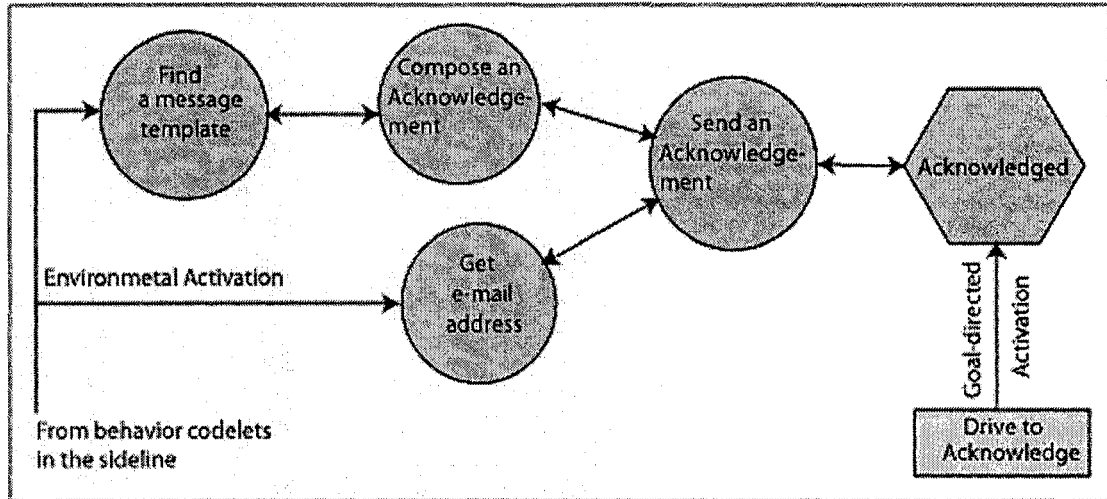 Find
a message
template
Compose an
Acknowledge-
ment
Send an
Acknowledge-
ment
Acknowledged
Get
e-mail
address
Environmetal Activation
From behavior codelets
in the sideline
Goal-directed
Activation
Drive to
Acknowledge